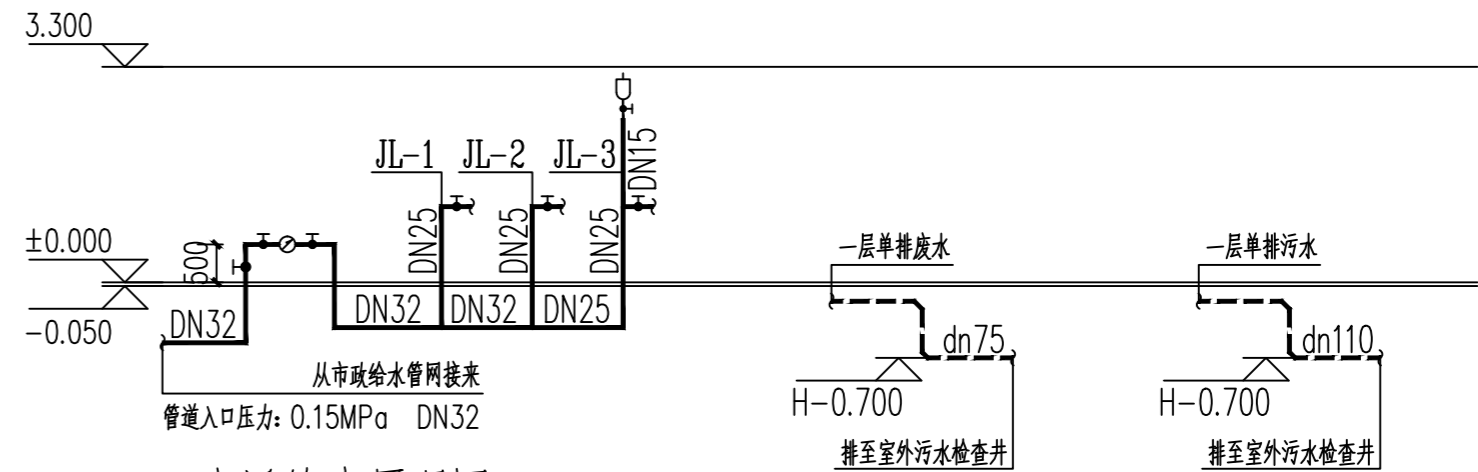 3.300
JL-1
JL-2
JL-3
DN15
DN25
DN25
DN25
±0.000
500
一层单排废水
一层单排污水
-0.050
DN32
DN32
DN32
DN25
dn75
dn110
从市政给水管网接来
H-0.700
H-0.700
管道入口压力: 0.15MPa DN32
排至室外污水检查井
排至室外污水检查井